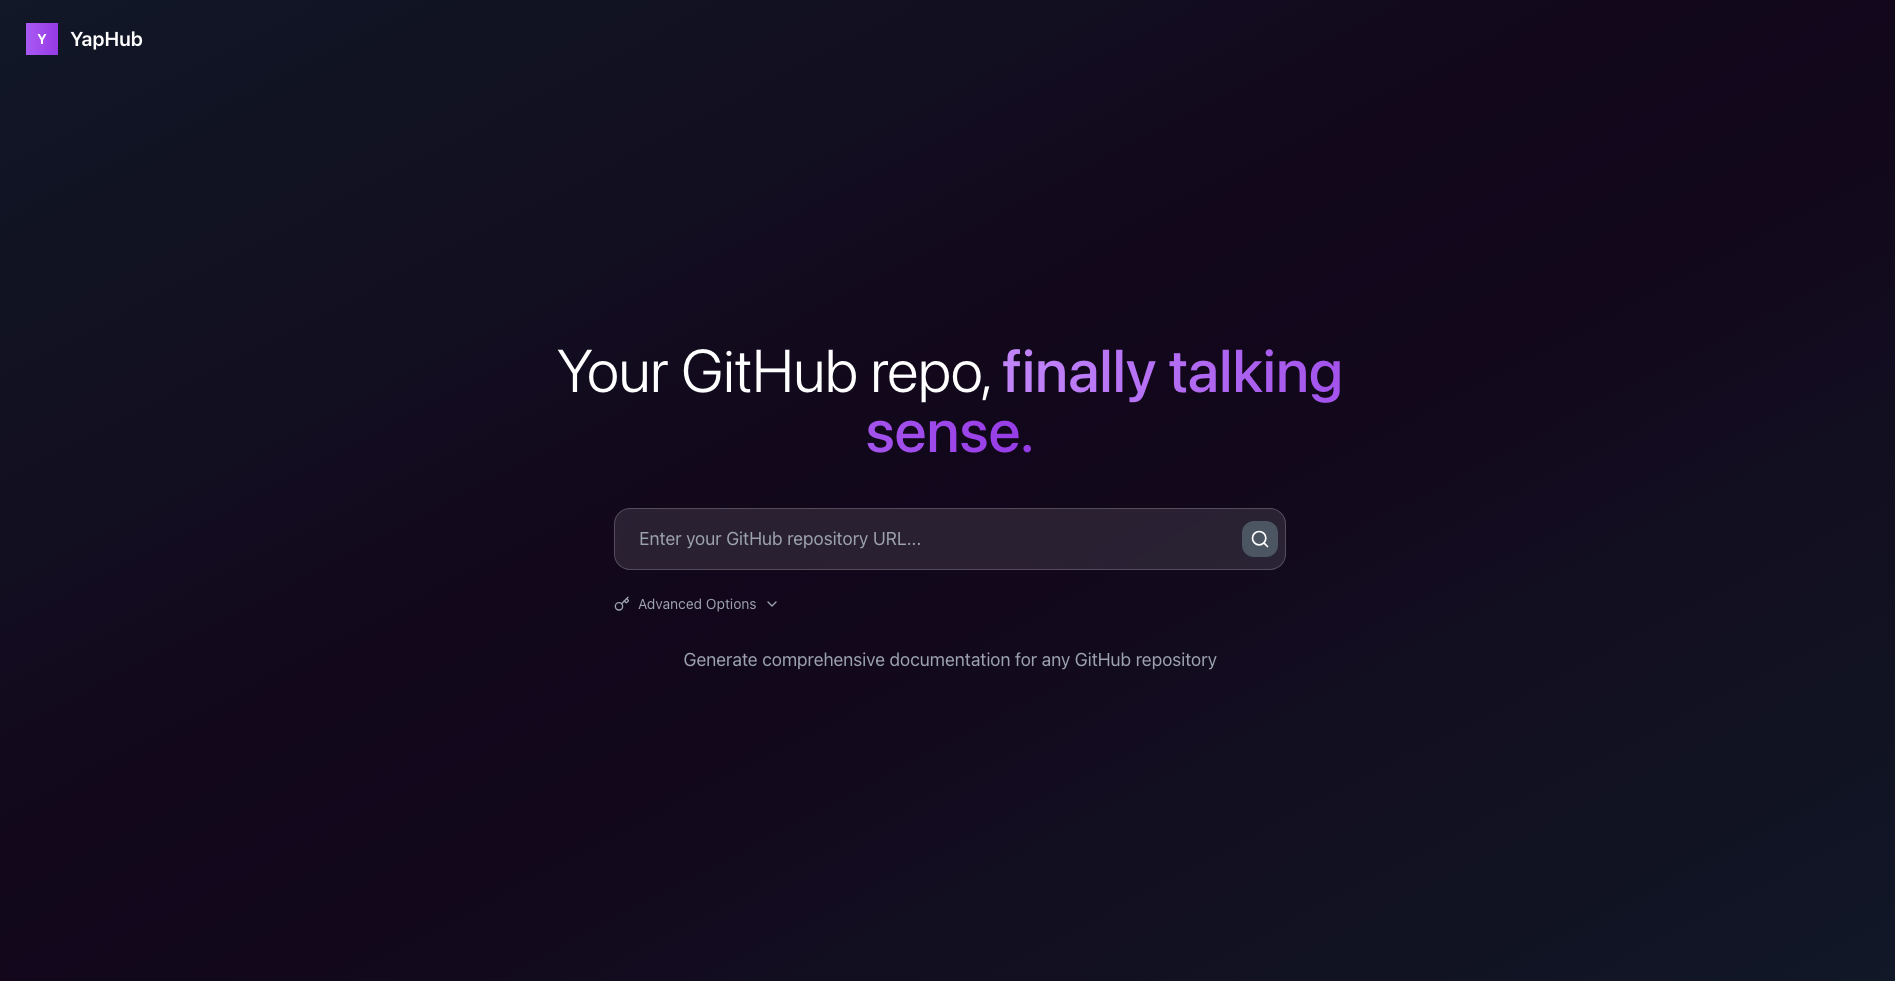 Y YapHub
Your GitHub repo, finally talking
sense.
Enter your GitHub repository URL...
Advanced Options
Generate comprehensive documentation for any GitHub repository